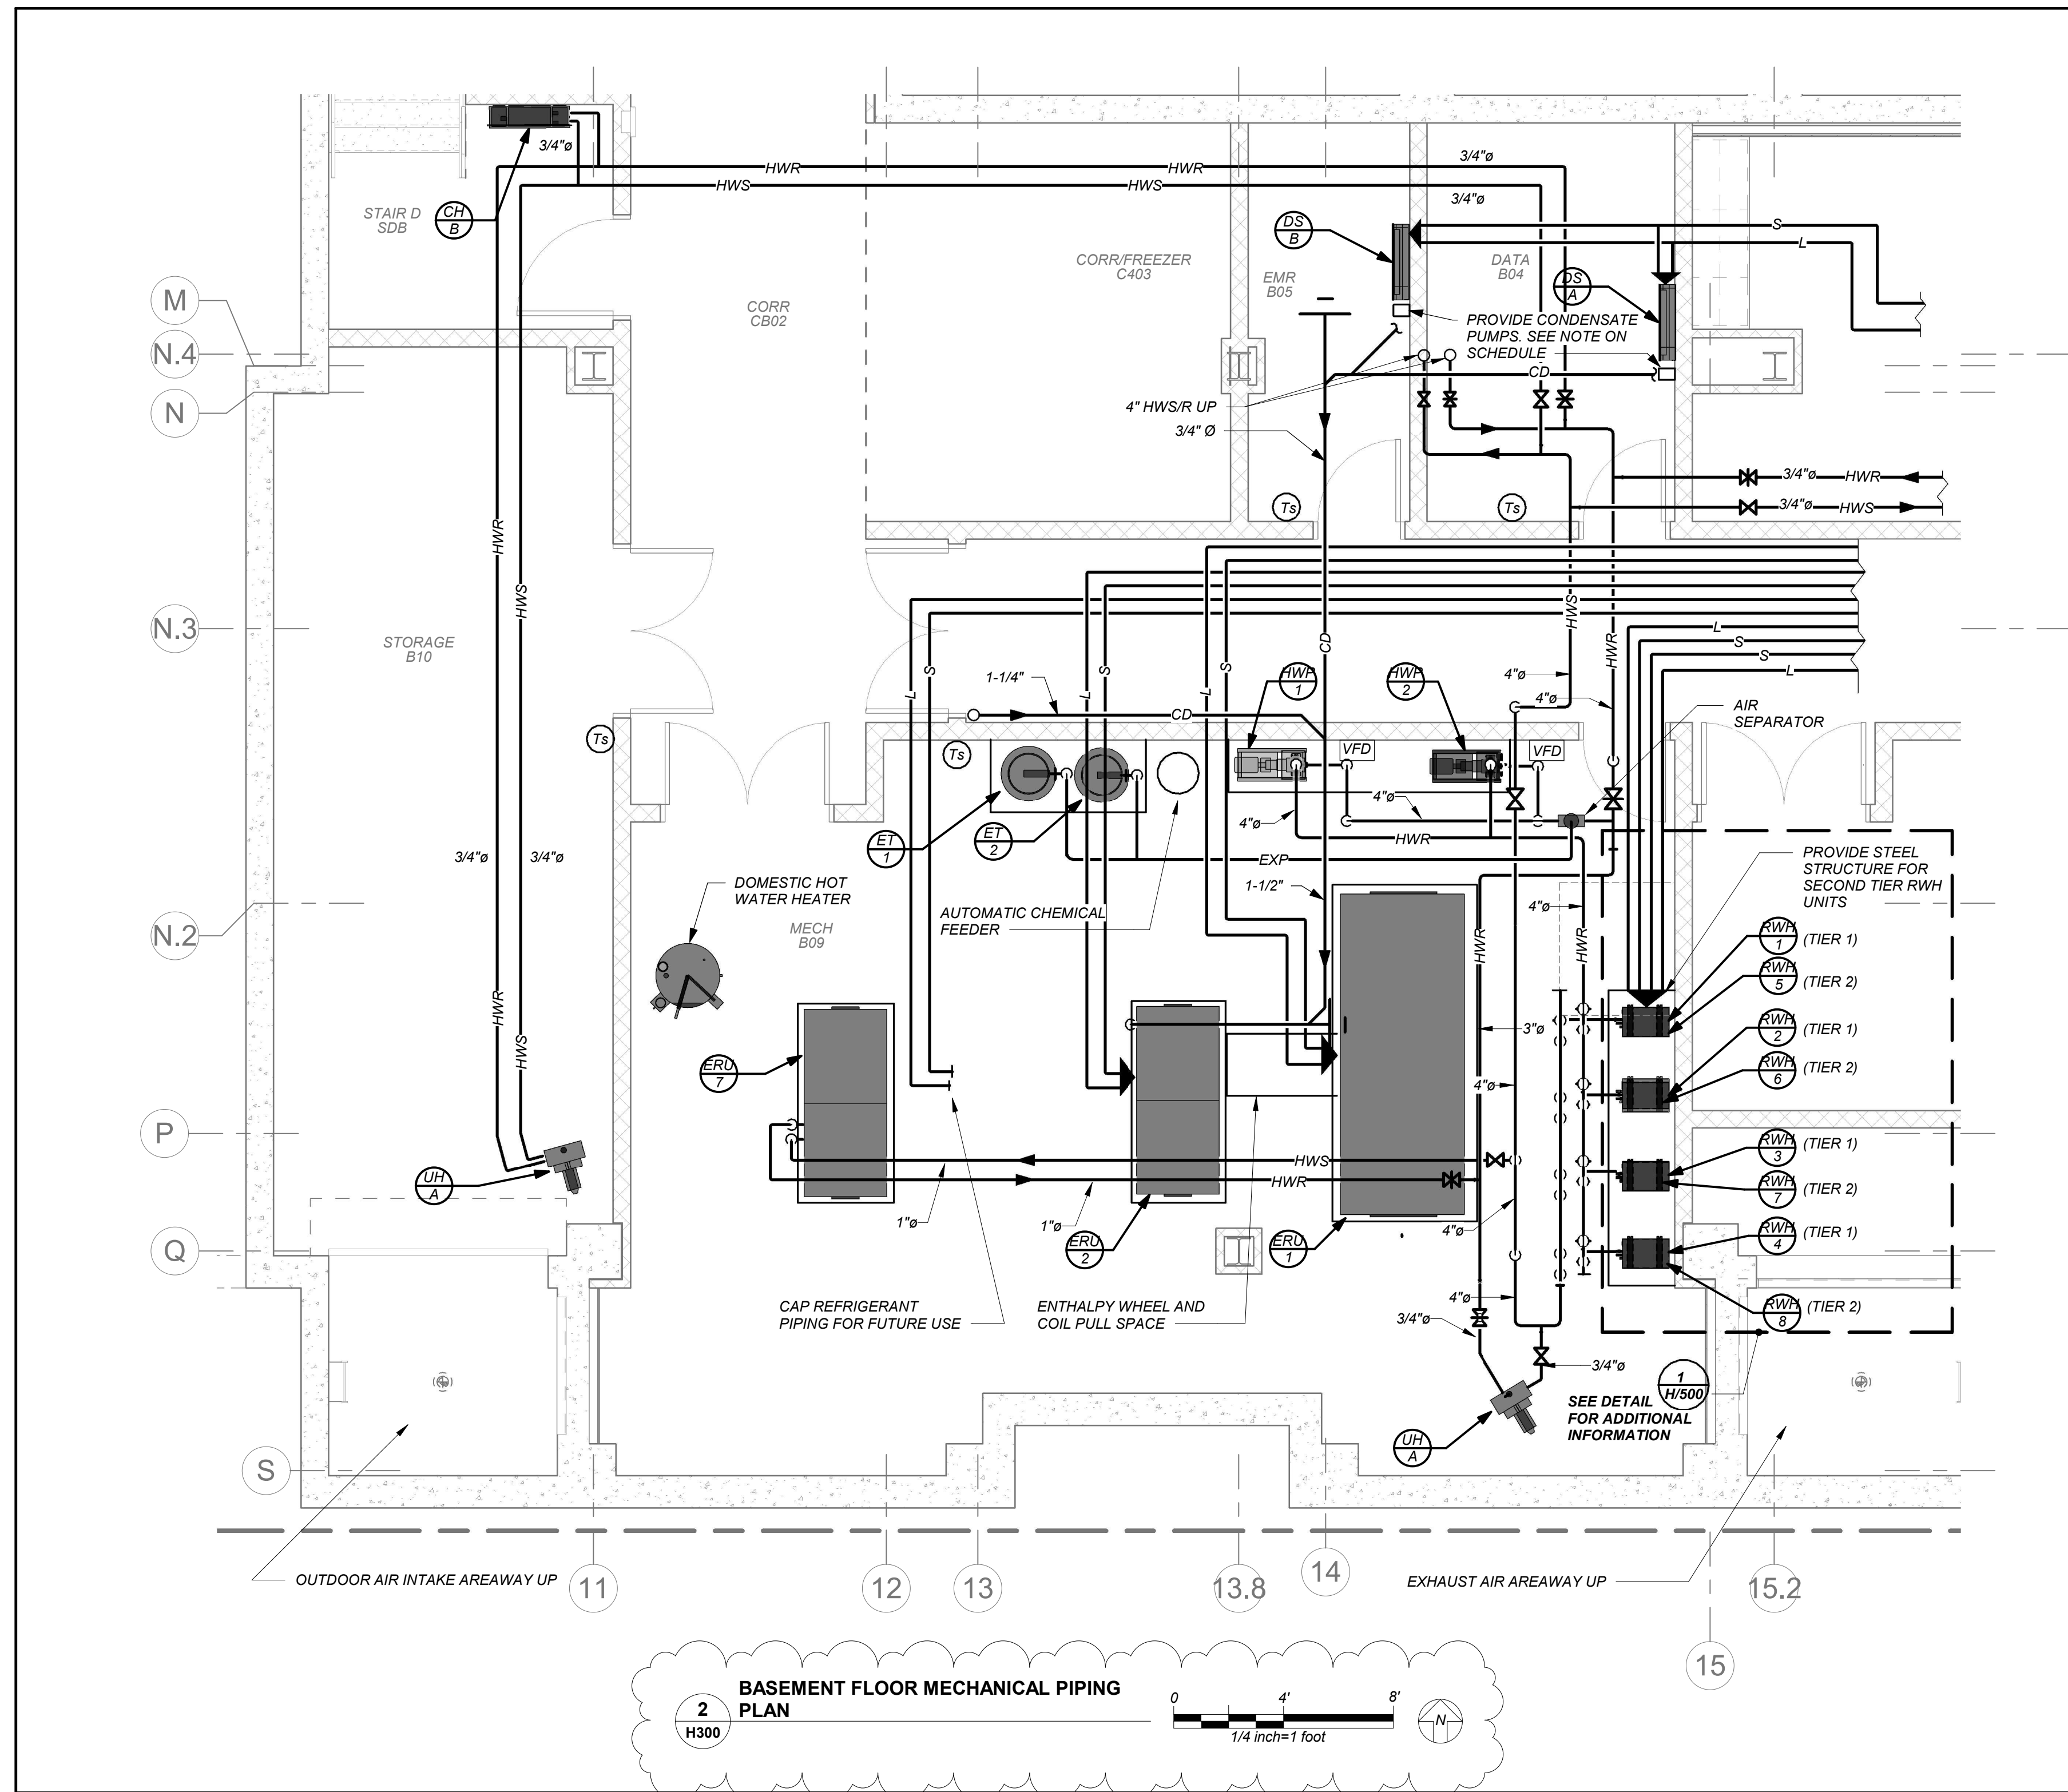 3/4"ø
HWR
HWR
3/4"ø
HWS
HWS
3/4"ø
STAIR D
SDB
CH
B
DS
B
S
L
CORR/FREEZER
C403
EMR
B05
DATA
B04
DS
A
M
CORR
CB02
PROVIDE CONDENSATE
PUMPS. SEE NOTE ON
SCHEDULE
N.4
CD
N
4" HWS/R UP
3/4" Ø
3/4"ø
HWR
3/4"ø
HWS
Ts
Ts
HWR
HWS
HWS
HWR
N.3
STORAGE
B10
CD
L
S
L
S
L
S
L
S
S
L
1-1/4"
HWP
1
HWP
2
4"ø
4"ø
CD
AIR
SEPARATOR
Ts
Ts
VFD
VFD
4"ø
4"ø
HWR
ET
1
ET
2
EXP
3/4"ø
3/4"ø
1-1/2"
PROVIDE STEEL
STRUCTURE FOR
SECOND TIER RWH
UNITS
DOMESTIC HOT
WATER HEATER
AUTOMATIC CHEMICAL
FEEDER
4"ø
N.2
MECH
B09
HWR
HWR
RWH
1
(TIER 1)
RWH
5
(TIER 2)
HWR
HWS
3"ø
RWH
2
(TIER 1)
RWH
6
(TIER 2)
ERU
7
4"ø
P
RWH
3
(TIER 1)
HWS
HWR
UH
A
RWH
7
(TIER 2)
1"ø
1"ø
4"ø
RWH
4
(TIER 1)
Q
ERU
2
ERU
1
4"ø
CAP REFRIGERANT
PIPING FOR FUTURE USE
ENTHALPY WHEEL AND
COIL PULL SPACE
3/4"ø
RWH
8
(TIER 2)
3/4"ø
1
H/500
SEE DETAIL
FOR ADDITIONAL
INFORMATION
UH
A
S
OUTDOOR AIR INTAKE AREAWAY UP
11
12
13
13.8
14
EXHAUST AIR AREAWAY UP
15.2
15
2
H300
BASEMENT FLOOR MECHANICAL PIPING
PLAN
0
4'
8'
1/4 inch=1 foot
N